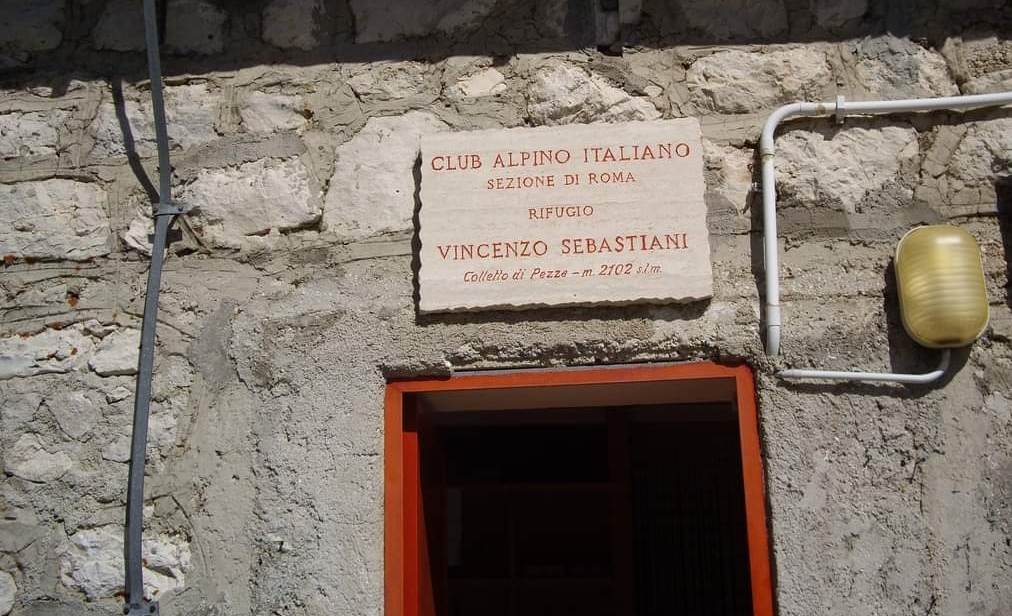 CLUB ALPINO ITALIANO
SEZIONE DI ROMA
RIFUGIO
VINCENZO SEBASTIANI
Colletto di Pezze - m. 2102 s.l.m.